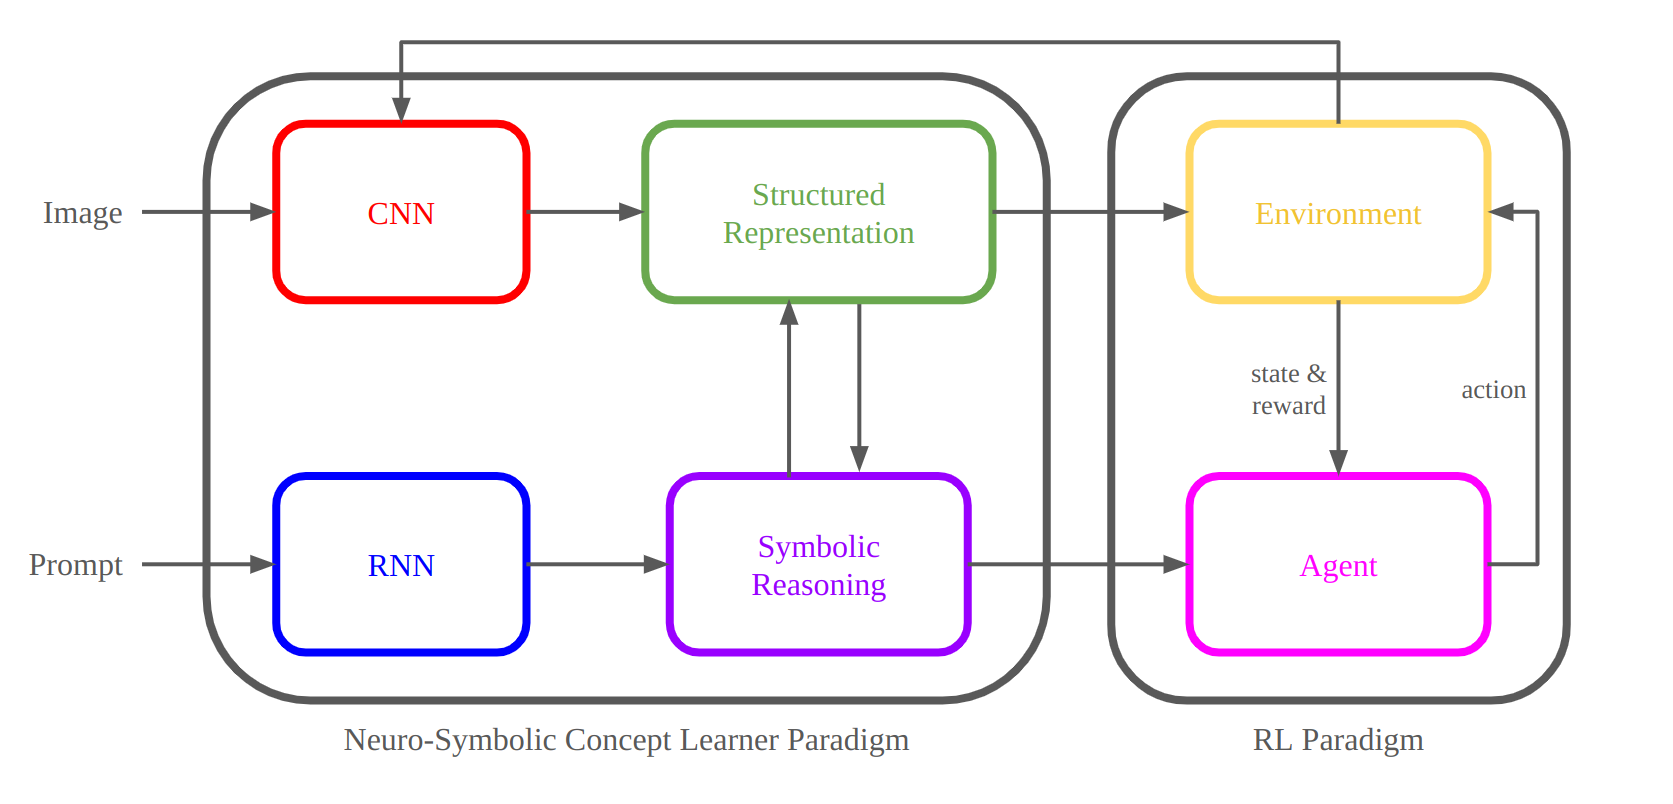 Image
CNN
Structured
Representation
Environment
state &
reward
action
Prompt
RNN
Symbolic
Reasoning
Agent
Neuro-Symbolic Concept Learner Paradigm
RL Paradigm